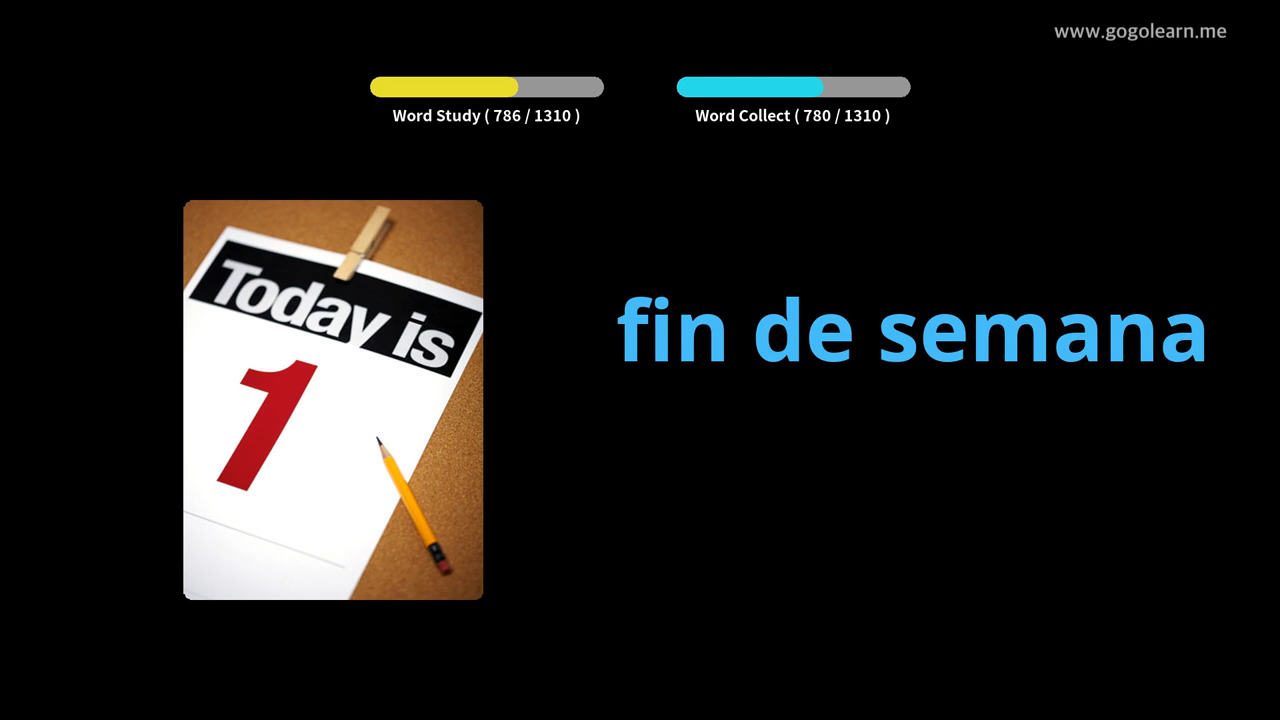 www.gogolearn.me
Word Study ( 786 / 1310 )
Word Collect ( 780 / 1310 )
Today is
1
fin de semana